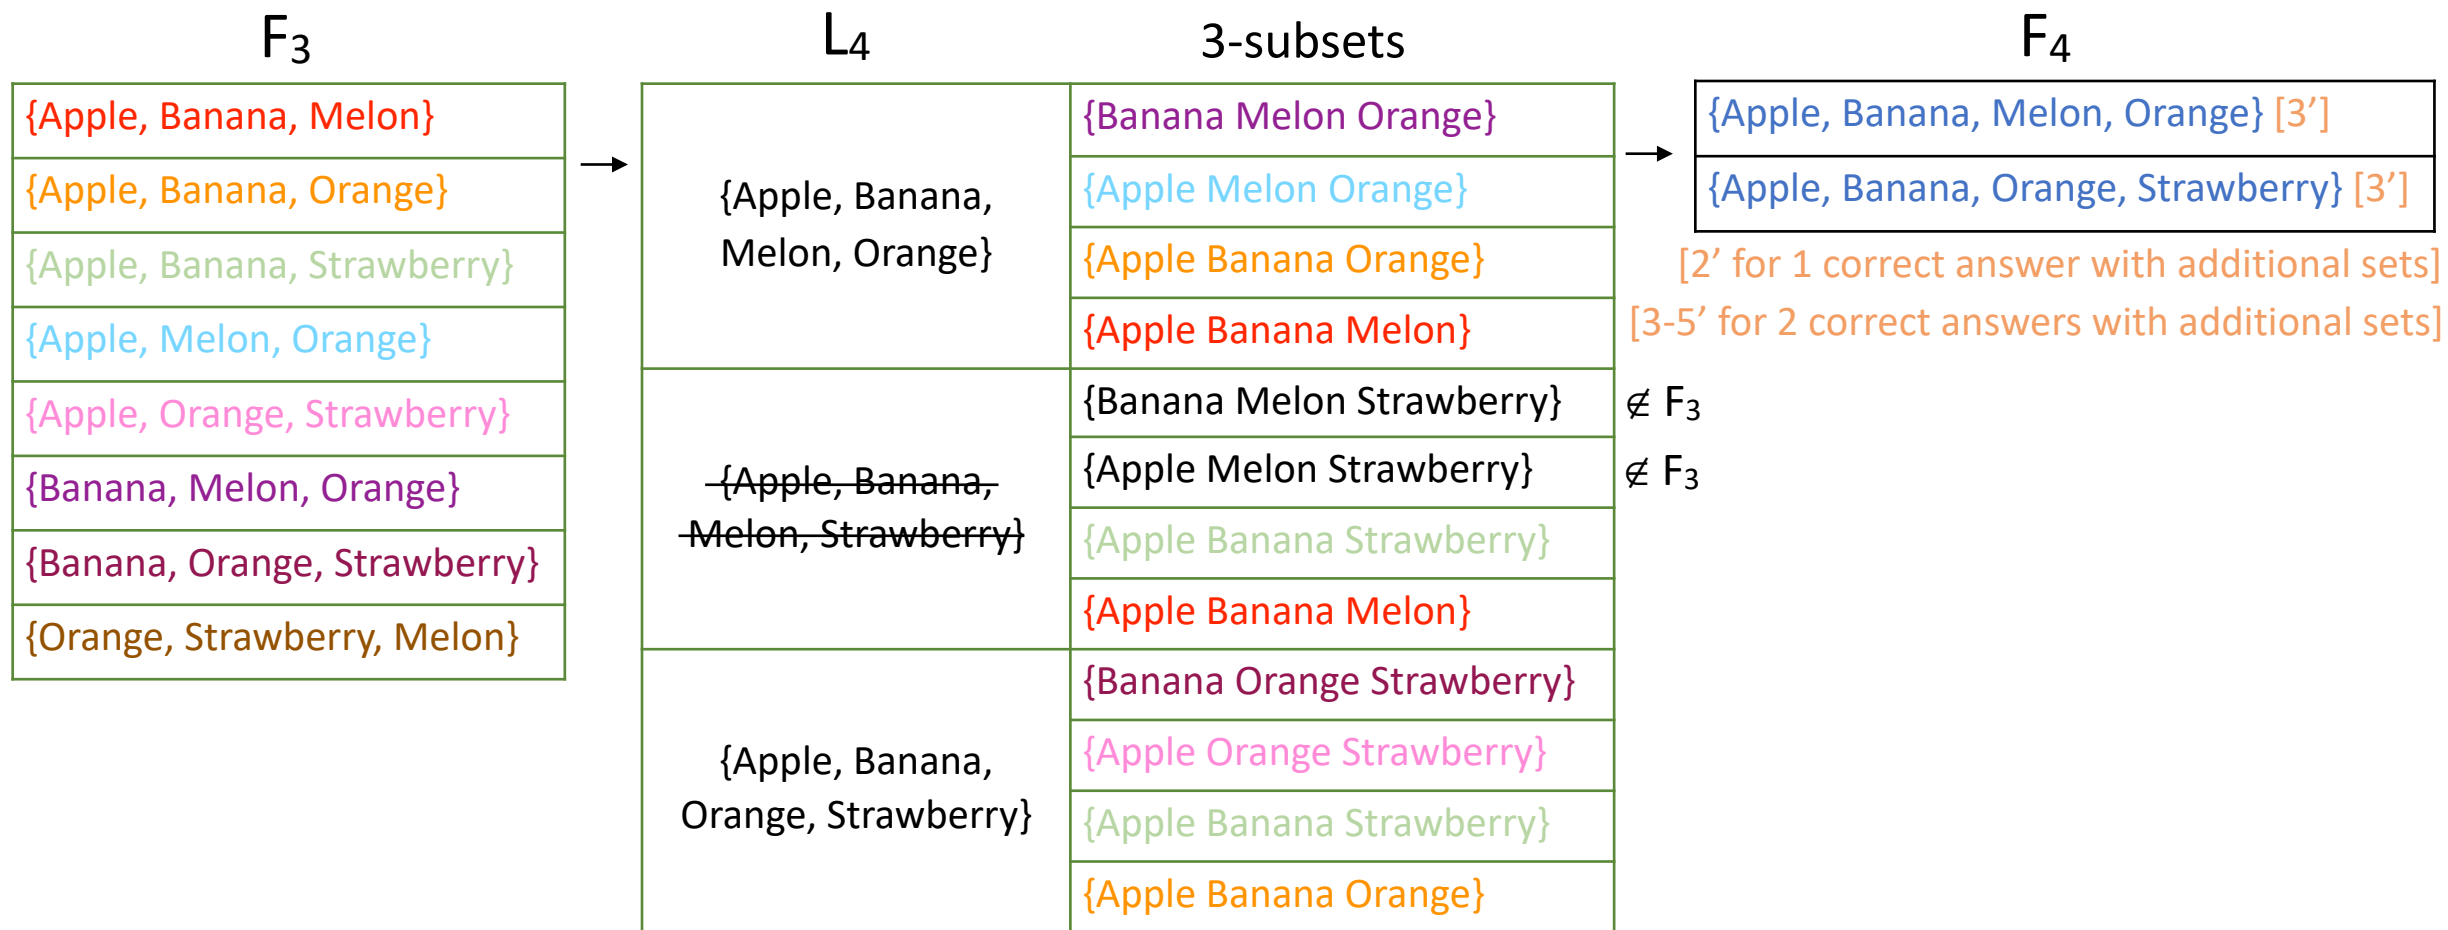 F3
L4
3-subsets
F4
{Apple, Banana, Melon}
{Apple, Banana, Orange}
{Apple, Banana, Strawberry}
{Apple, Melon, Orange}
{Apple, Orange, Strawberry}
{Banana, Melon, Orange}
{Banana, Orange, Strawberry}
{Orange, Strawberry, Melon}
{Apple, Banana,
Melon, Orange}
{Banana Melon Orange}
{Apple Melon Orange}
{Apple Banana Orange}
{Apple Banana Melon}
{Apple, Banana,
Melon, Strawberry}
{Banana Melon Strawberry}
∉ F3
{Apple Melon Strawberry}
∉ F3
{Apple Banana Strawberry}
{Apple Banana Melon}
{Apple, Banana,
Orange, Strawberry}
{Banana Orange Strawberry}
{Apple Orange Strawberry}
{Apple Banana Strawberry}
{Apple Banana Orange}
{Apple, Banana, Melon, Orange} [3’]
{Apple, Banana, Orange, Strawberry} [3’]
[2’ for 1 correct answer with additional sets]
[3-5’ for 2 correct answers with additional sets]